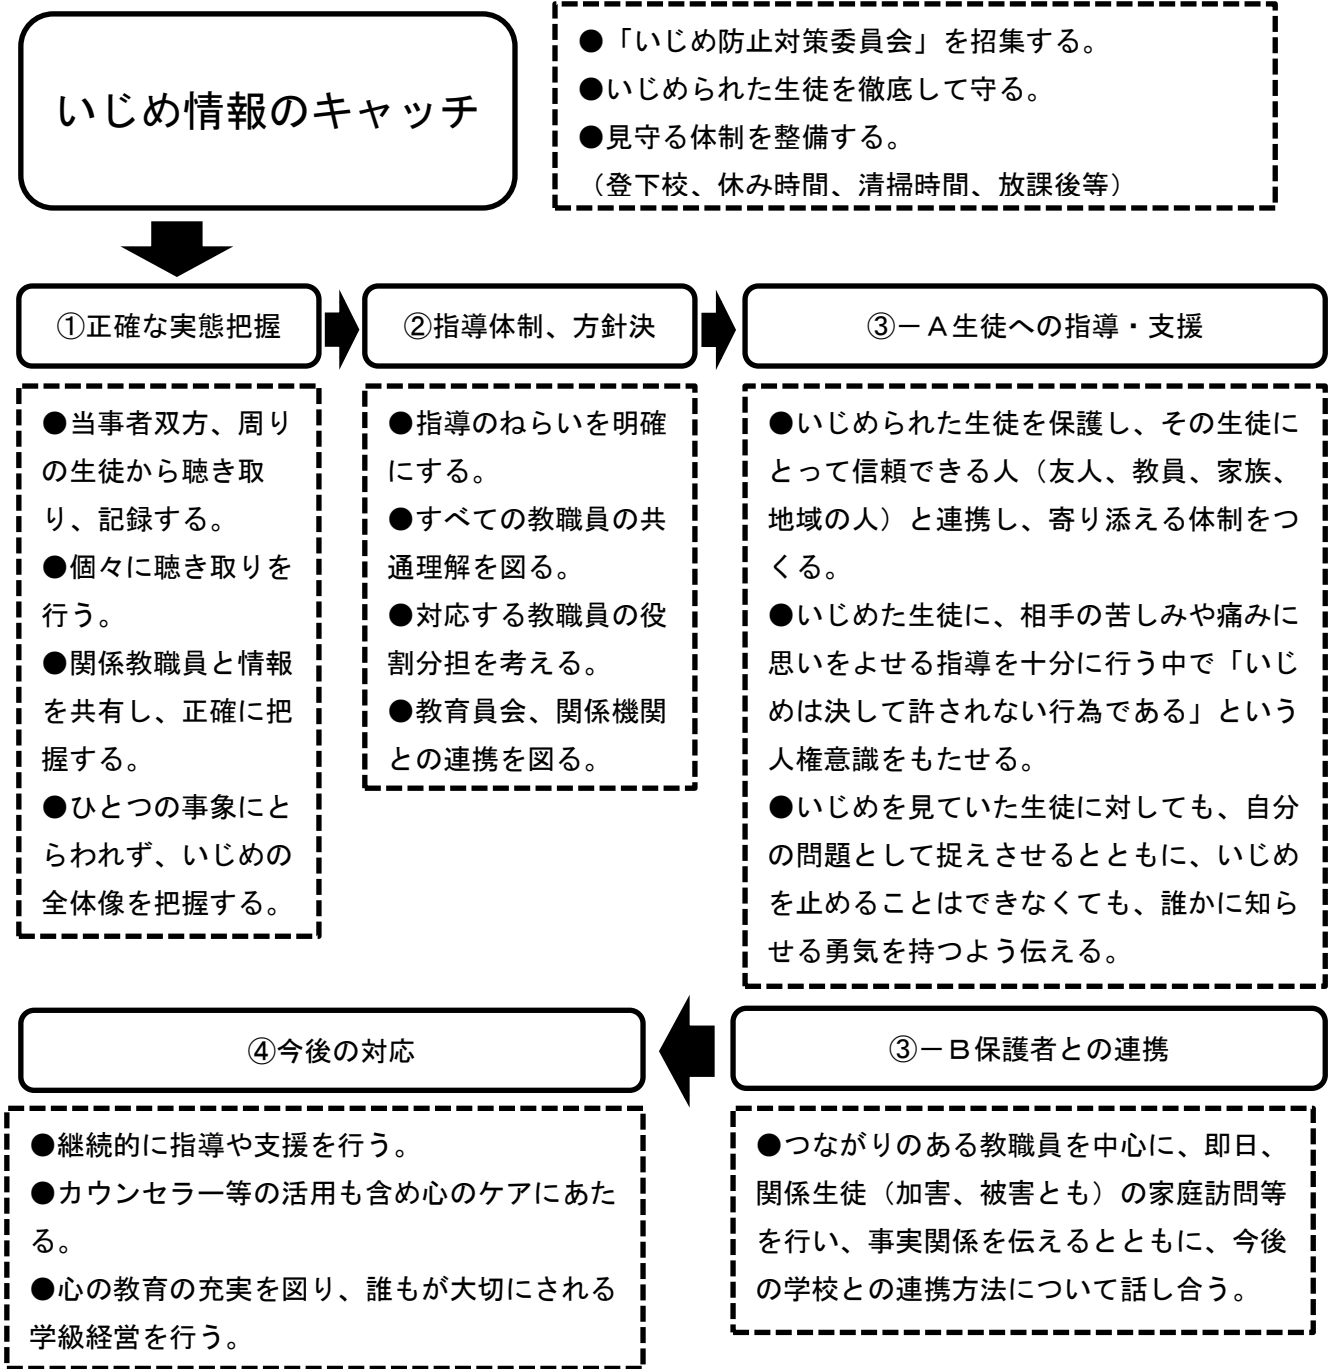 いじめ情報のキャッチ
●「いじめ防止対策委員会」を招集する。
●いじめられた生徒を徹底して守る。
●見守る体制を整備する。
（登下校、休み時間、清掃時間、放課後等）
①正確な実態把握
●当事者双方、周り
の生徒から聴き取
り、記録する。
●個々に聴き取りを
行う。
●関係教職員と情報
を共有し、正確に把
握する。
●ひとつの事象にと
らわれず、いじめの
全体像を把握する。
②指導体制、方針決
●指導のねらいを明確
にする。
●すべての教職員の共
通理解を図る。
●対応する教職員の役
割分担を考える。
●教育員会、関係機関
との連携を図る。
③－Ａ生徒への指導・支援
●いじめられた生徒を保護し、その生徒に
とって信頼できる人（友人、教員、家族、
地域の人）と連携し、寄り添える体制をつ
くる。
●いじめた生徒に、相手の苦しみや痛みに
思いをよせる指導を十分に行う中で「いじ
めは決して許されない行為である」という
人権意識をもたせる。
●いじめを見ていた生徒に対しても、自分
の問題として捉えさせるとともに、いじめ
を止めることはできなくても、誰かに知ら
せる勇気を持つよう伝える。
③－Ｂ保護者との連携
●つながりのある教職員を中心に、即日、
関係生徒（加害、被害とも）の家庭訪問等
を行い、事実関係を伝えるとともに、今後
の学校との連携方法について話し合う。
④今後の対応
●継続的に指導や支援を行う。
●カウンセラー等の活用も含め心のケアにあた
る。
●心の教育の充実を図り、誰もが大切にされる
学級経営を行う。